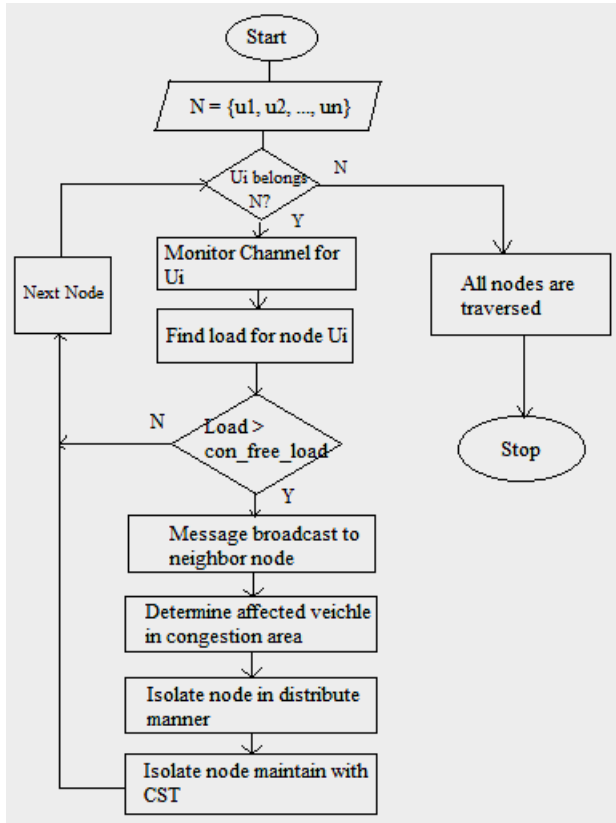 Start
N = {u1, u2, ..., un}
Ui belongs
N?
N
Y
Monitor Channel for
Ui
Next Node
All nodes are
traversed
Find load for node Ui
Load >
con_free_load
N
Y
Stop
Message broadcast to
neighbor node
Determine affected veichle
in congestion area
Isolate node in distribute
manner
Isolate node maintain with
CST